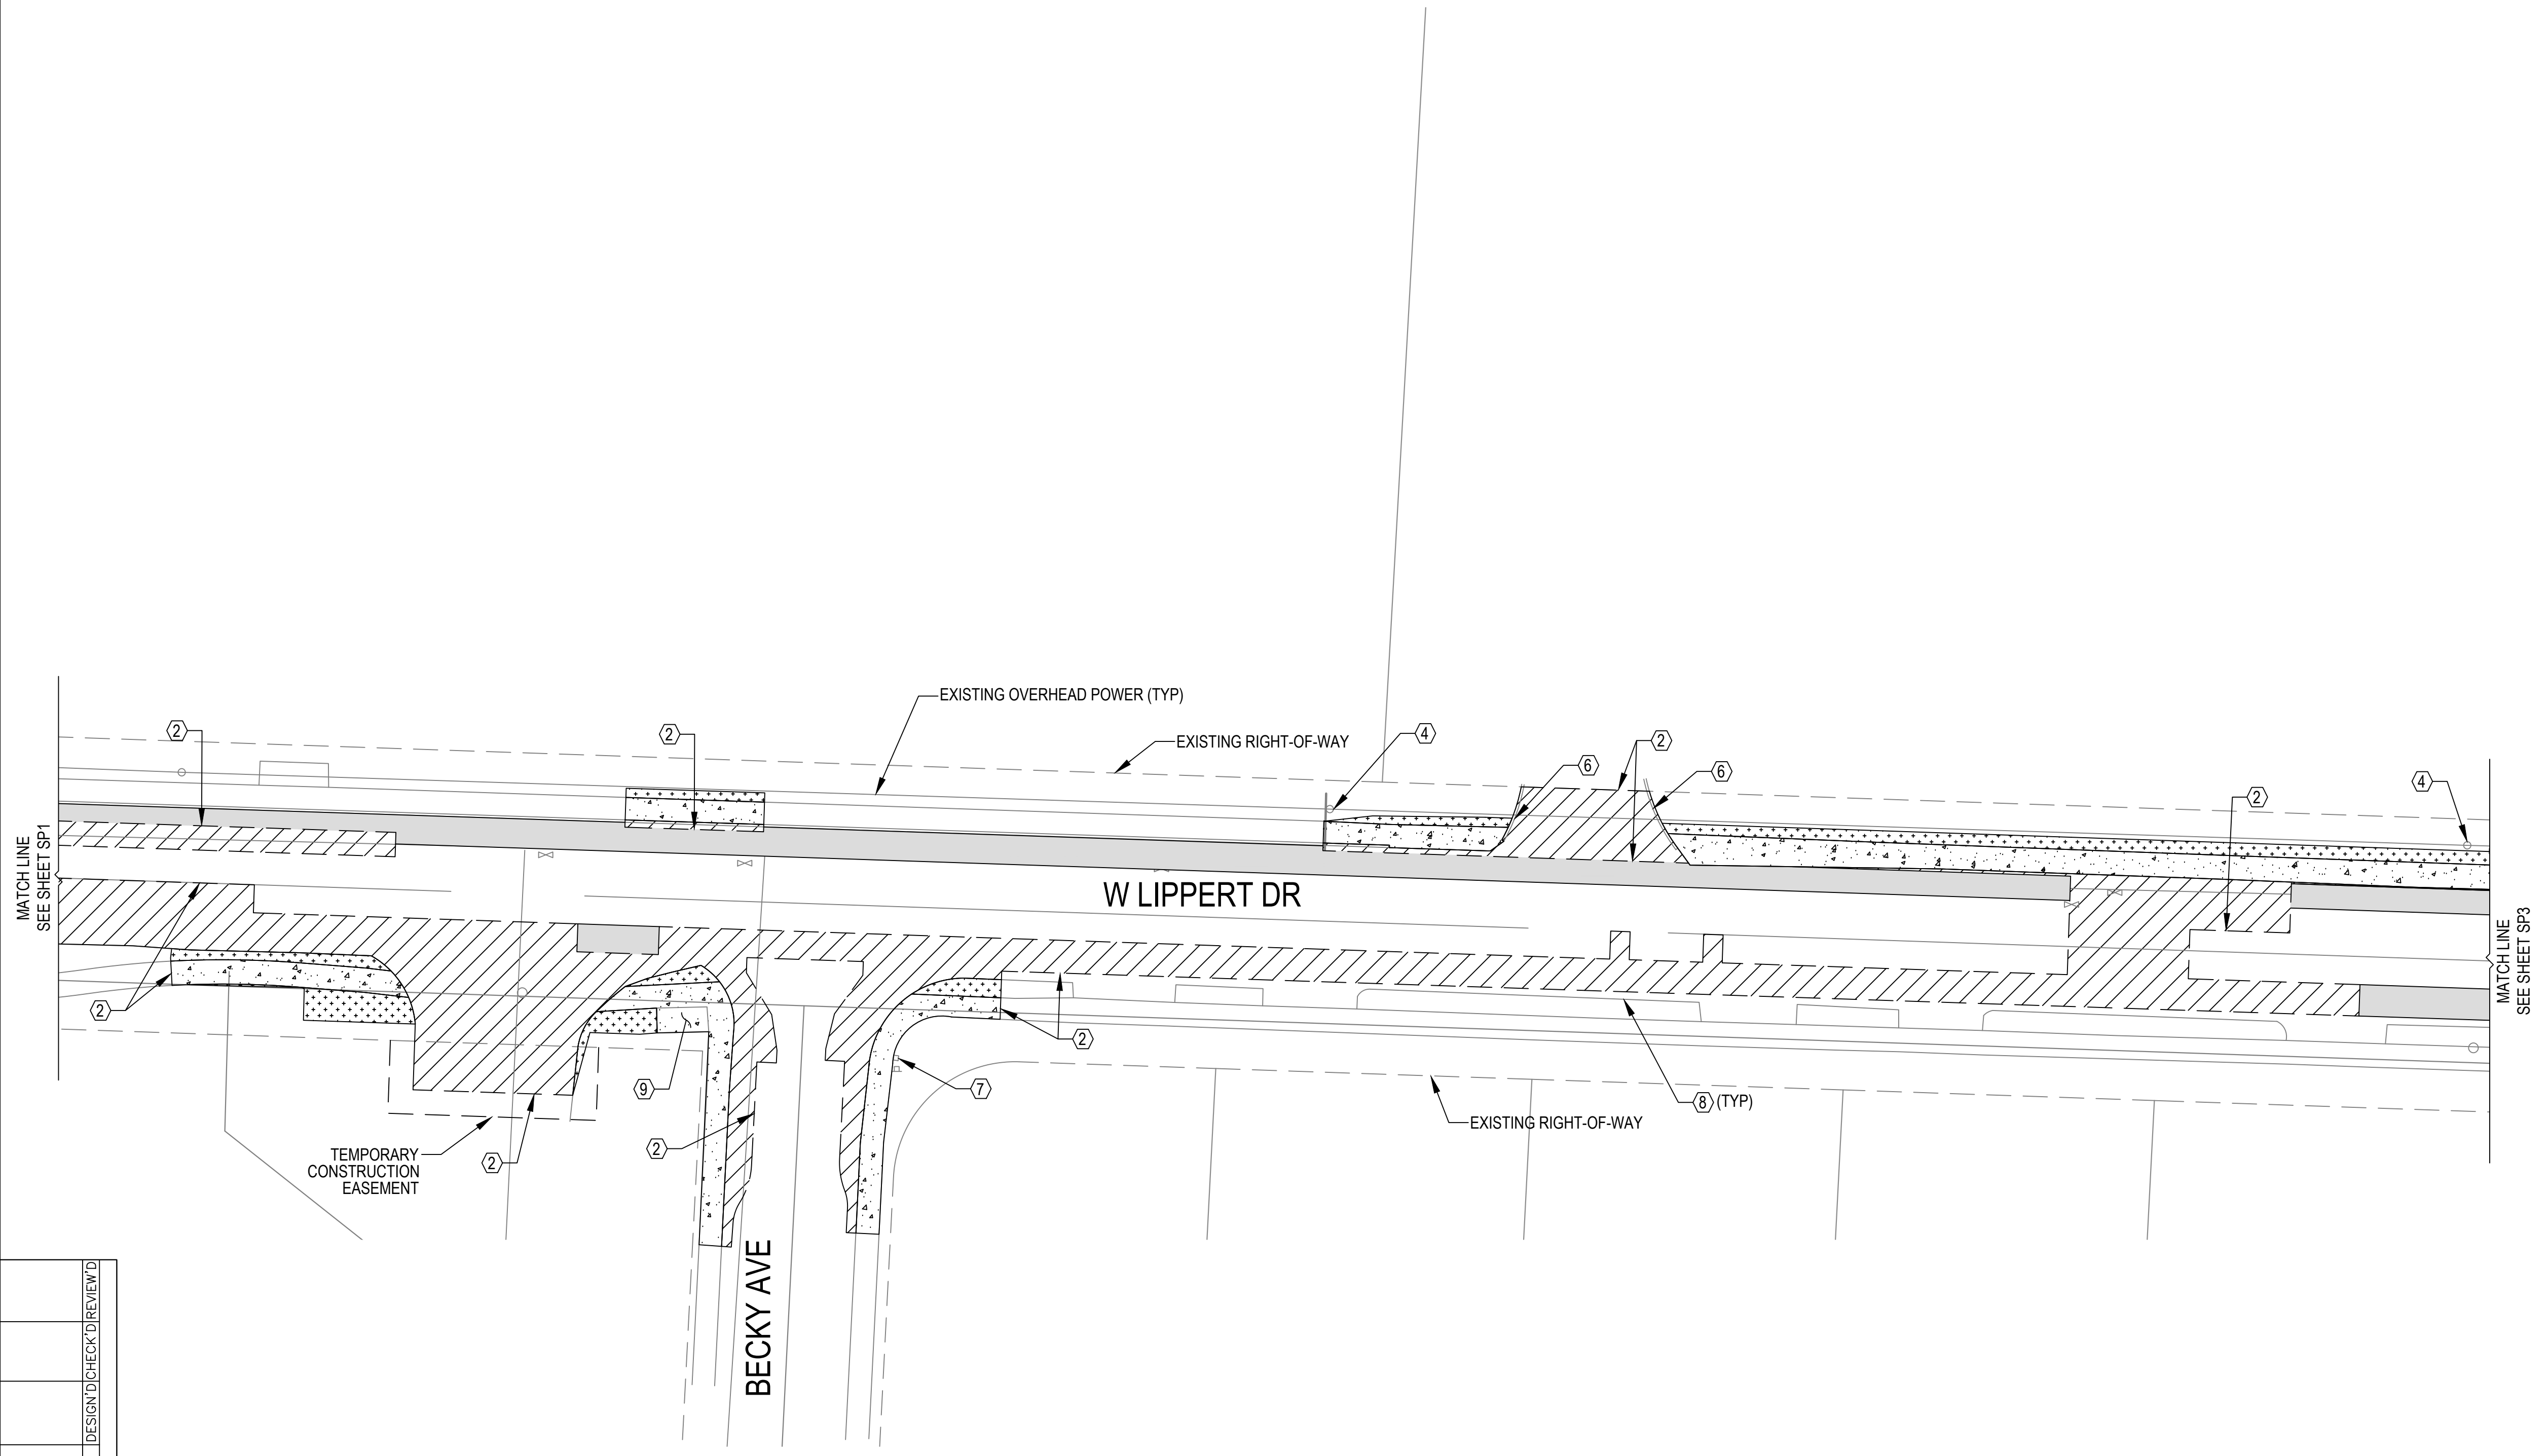 EXISTING OVERHEAD POWER (TYP)
EXISTING RIGHT-OF-WAY
2
2
4
2
6
6
4
2
MATCH LINE
SEE SHEET SP1
W LIPPERT DR
MATCH LINE
SEE SHEET SP3
2
9
2
7
8 (TYP)
EXISTING RIGHT-OF-WAY
2
2
TEMPORARY
CONSTRUCTION
EASEMENT
BECKY AVE
REVIEW'D
CHECK'D
DESIGN'D